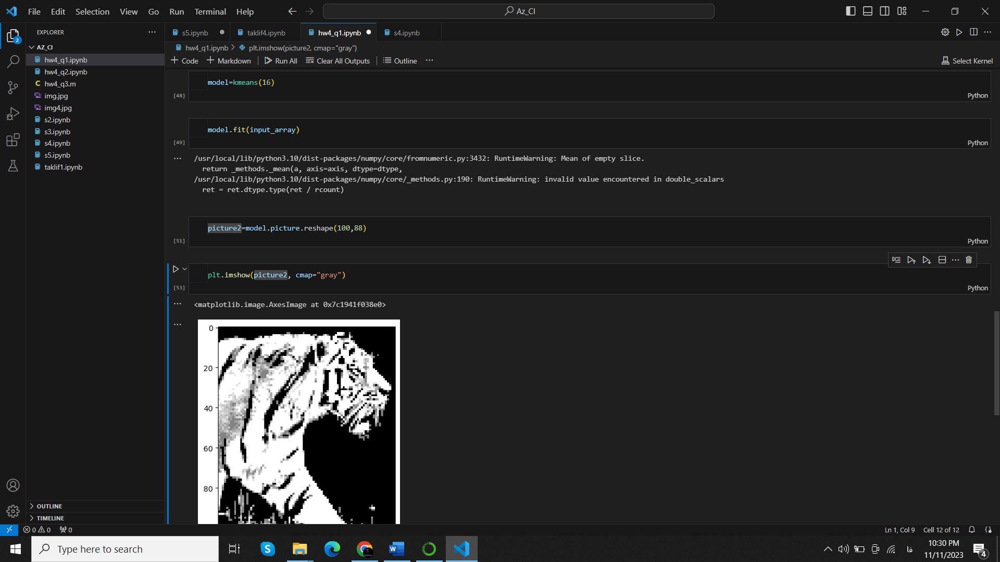 File Edit Selection View Go Run Terminal Help
Az_CI
EXPLORER
AZ_CI
hw4_q1.ipynb
hw4_q2.ipynb
C hw4_q3.m
img.jpg
img4.jpg
s2.ipynb
s3.ipynb
s4.ipynb
s5.ipynb
taklif1.ipynb
OUTLINE
TIMELINE
2
s5.ipynb
taklif4.ipynb
hw4_q1.ipynb
s4.ipynb
hw4_q1.ipynb > plt.imshow(picture2, cmap="gray")
+ Code + Markdown Run All Clear All Outputs Outline ...
Select Kernel
model=kmeans(16)
[48]
Python
model.fit(input_array)
[49]
Python
/usr/local/lib/python3.10/dist-packages/numpy/core/fromnumeric.py:3432: RuntimeWarning: Mean of empty slice.
return _methods._mean(a, axis=axis, dtype=dtype,
/usr/local/lib/python3.10/dist-packages/numpy/core/_methods.py:190: RuntimeWarning: invalid value encountered in double_scalars
ret = ret.dtype.type(ret / rcount)
picture2=model.picture.reshape(100,88)
[51]
Python
plt.imshow(picture2, cmap="gray")
[53]
Python
<matplotlib.image.AxesImage at 0x7c1941f038e0>
0
20
40
60
80
0 0 0
Ln 1, Col 9 Cell 12 of 12
Type here to search
فا
10:30 PM
11/11/2023
4